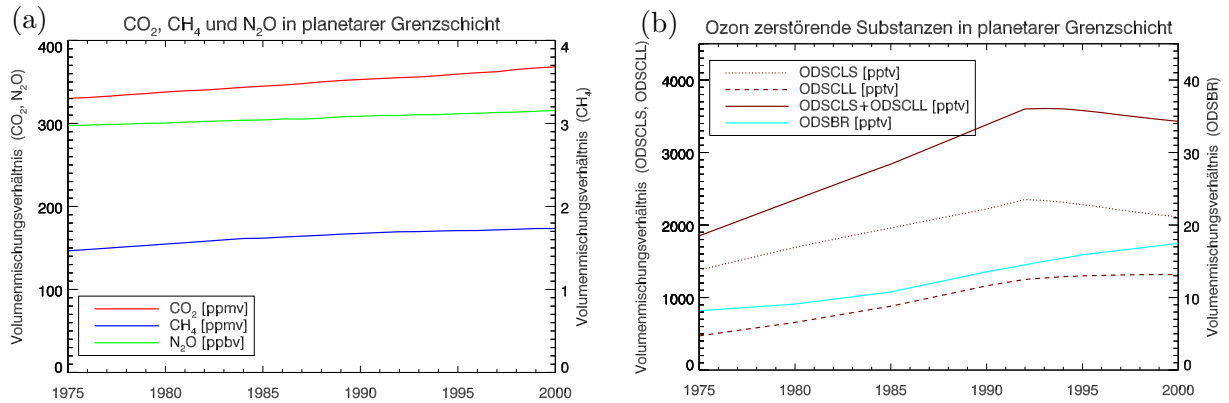 (a)
CO₂, CH₄ und N₂O in planetarer Grenzschicht
Volumenmischungsverhältnis (CO₂, N₂O)
400
300
200
100
0
4
3
2
1
0
Volumenmischungsverhältnis (CH₄)
CO₂ [ppmv]
CH₄ [ppmv]
N₂O [ppbv]
1975 1980 1985 1990 1995 2000
(b)
Ozon zerstörende Substanzen in planetarer Grenzschicht
Volumenmischungsverhältnis (ODSCLS, ODSCLL)
4000
3000
2000
1000
0
40
30
20
10
0
Volumenmischungsverhältnis (ODSBR)
ODSCLS [pptv]
ODSCLL [pptv]
ODSCLS+ODSCLL [pptv]
ODSBR [pptv]
1975 1980 1985 1990 1995 2000